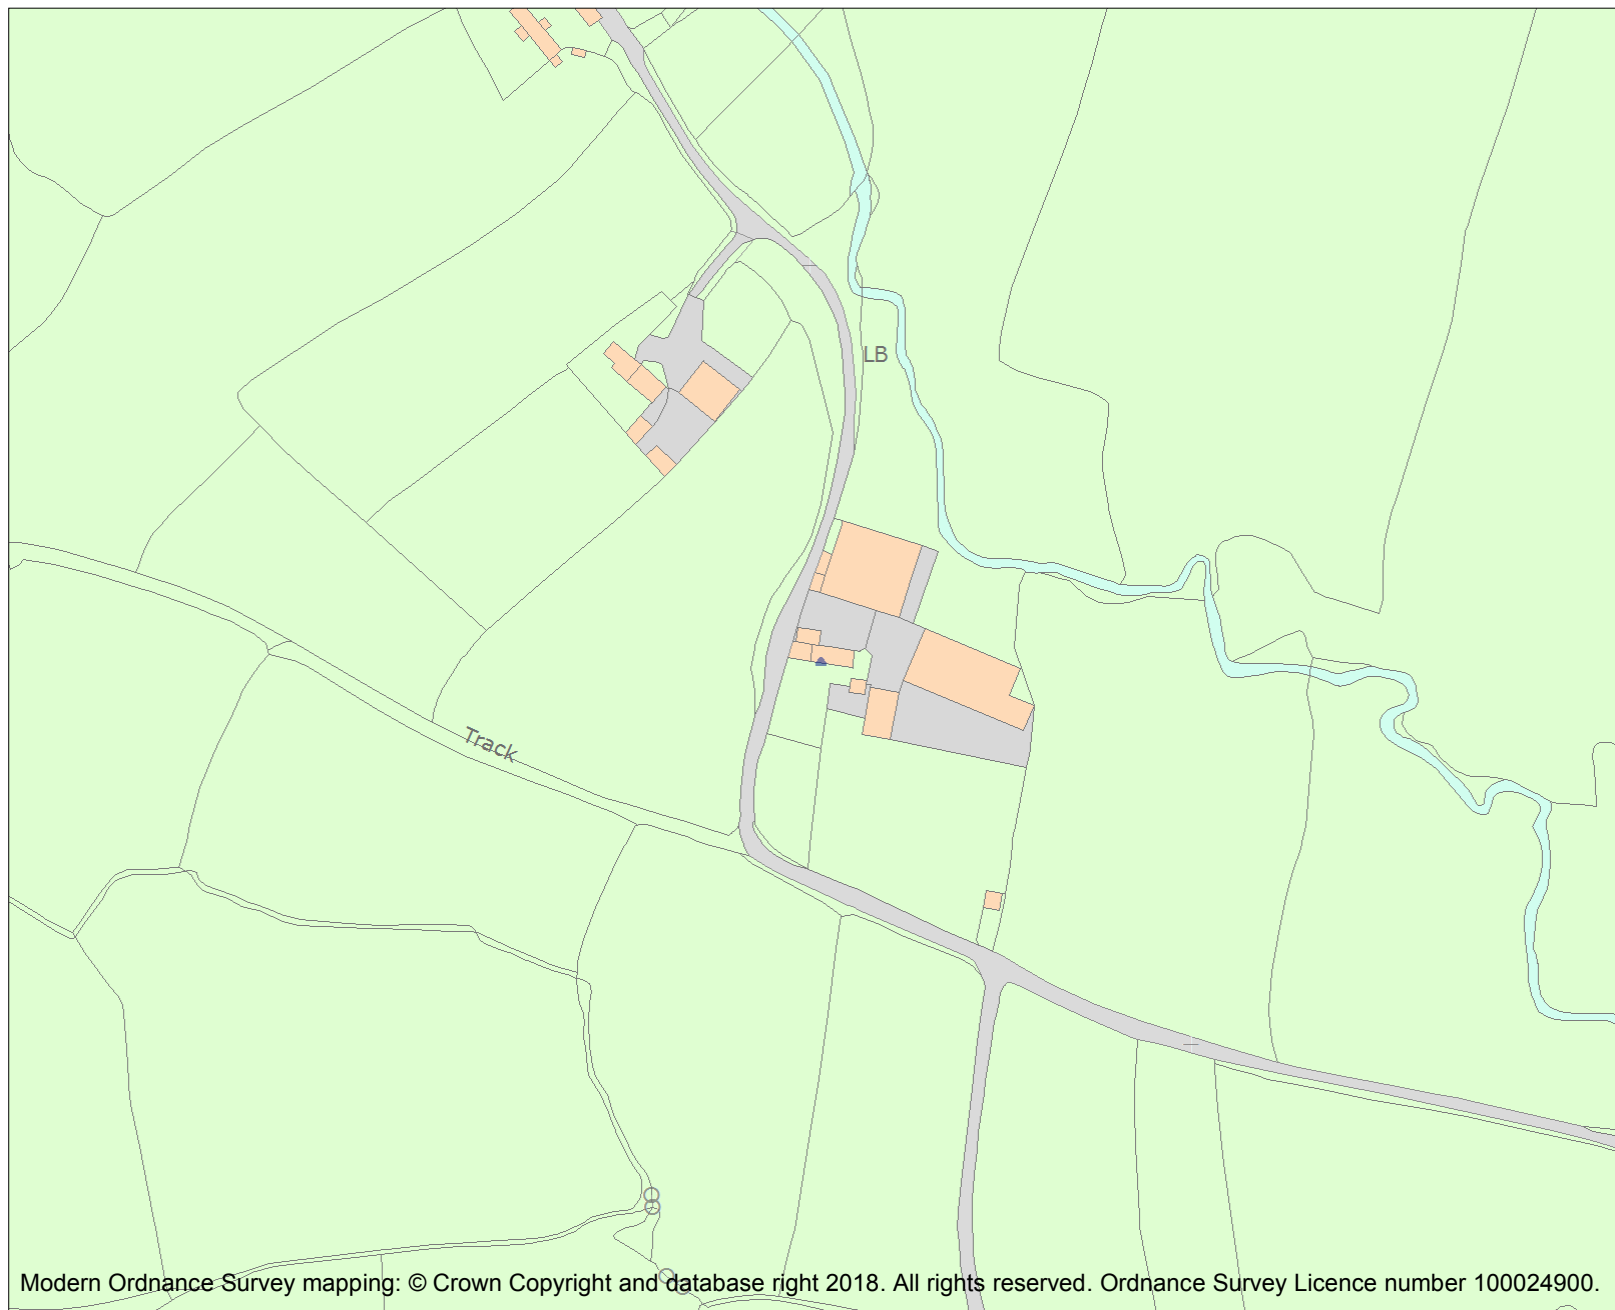 LB
Track
Modern Ordnance Survey mapping: © Crown Copyright and database right 2018. All rights reserved. Ordnance Survey Licence number 100024900.